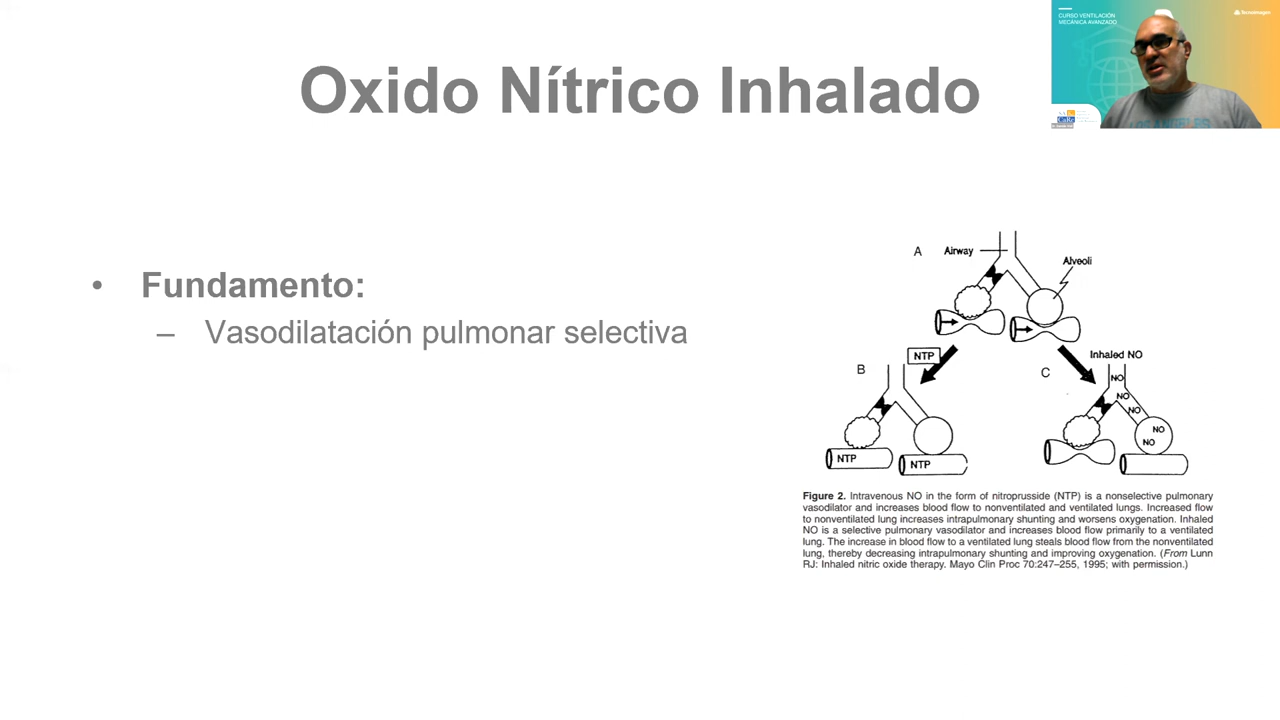 CURSO VENTILACIÓN
MECÁNICA AVANZADO
Oxido Nítrico Inhalado
LOS ANGELES
• Fundamento:
– Vasodilatación pulmonar selectiva
A Airway
Alveoli
NTP
Inhaled NO
B
C
NO
NO
NO
NO
NO
NTP
NTP
Figure 2. Intravenous NO in the form of nitroprusside (NTP) is a nonselective pulmonary
vasodilator and increases blood flow to nonventilated and ventilated lungs. Increased flow
to nonventilated lung increases intrapulmonary shunting and worsens oxygenation. Inhaled
NO is a selective pulmonary vasodilator and increases blood flow primarily to a ventilated
lung. The increase in blood flow to a ventilated lung steals blood flow from the nonventilated
lung, thereby decreasing intrapulmonary shunting and improving oxygenation. (From Lunn
RJ: Inhaled nitric oxide therapy. Mayo Clin Proc 70:247–255, 1995; with permission.)